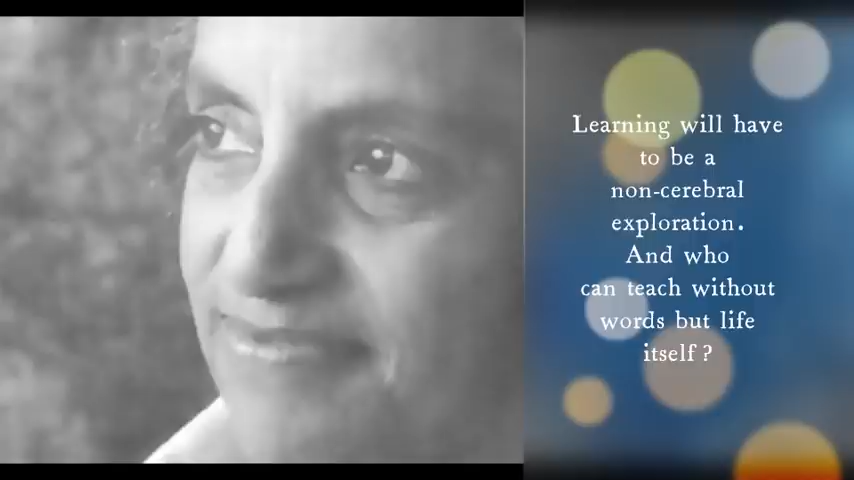 Learning will have
to be a
non-cerebral
exploration.
And who
can teach without
words but life
itself ?